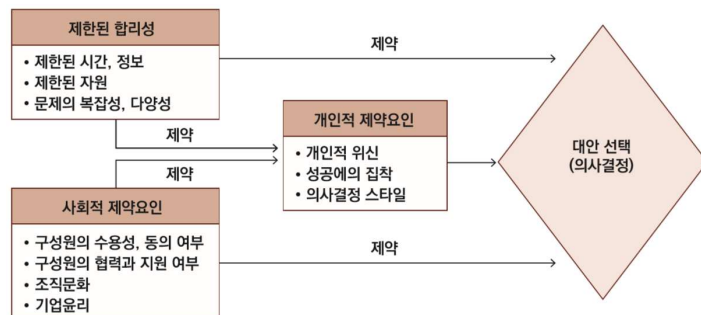 제한된 합리성
• 제한된 시간, 정보
• 제한된 자원
• 문제의 복잡성, 다양성
제약
제약
개인적 제약요인
• 개인적 위신
• 성공에의 집착
• 의사결정 스타일
대안 선택
(의사결정)
제약
사회적 제약요인
• 구성원의 수용성, 동의 여부
• 구성원의 협력과 지원 여부
• 조직문화
• 기업윤리
제약